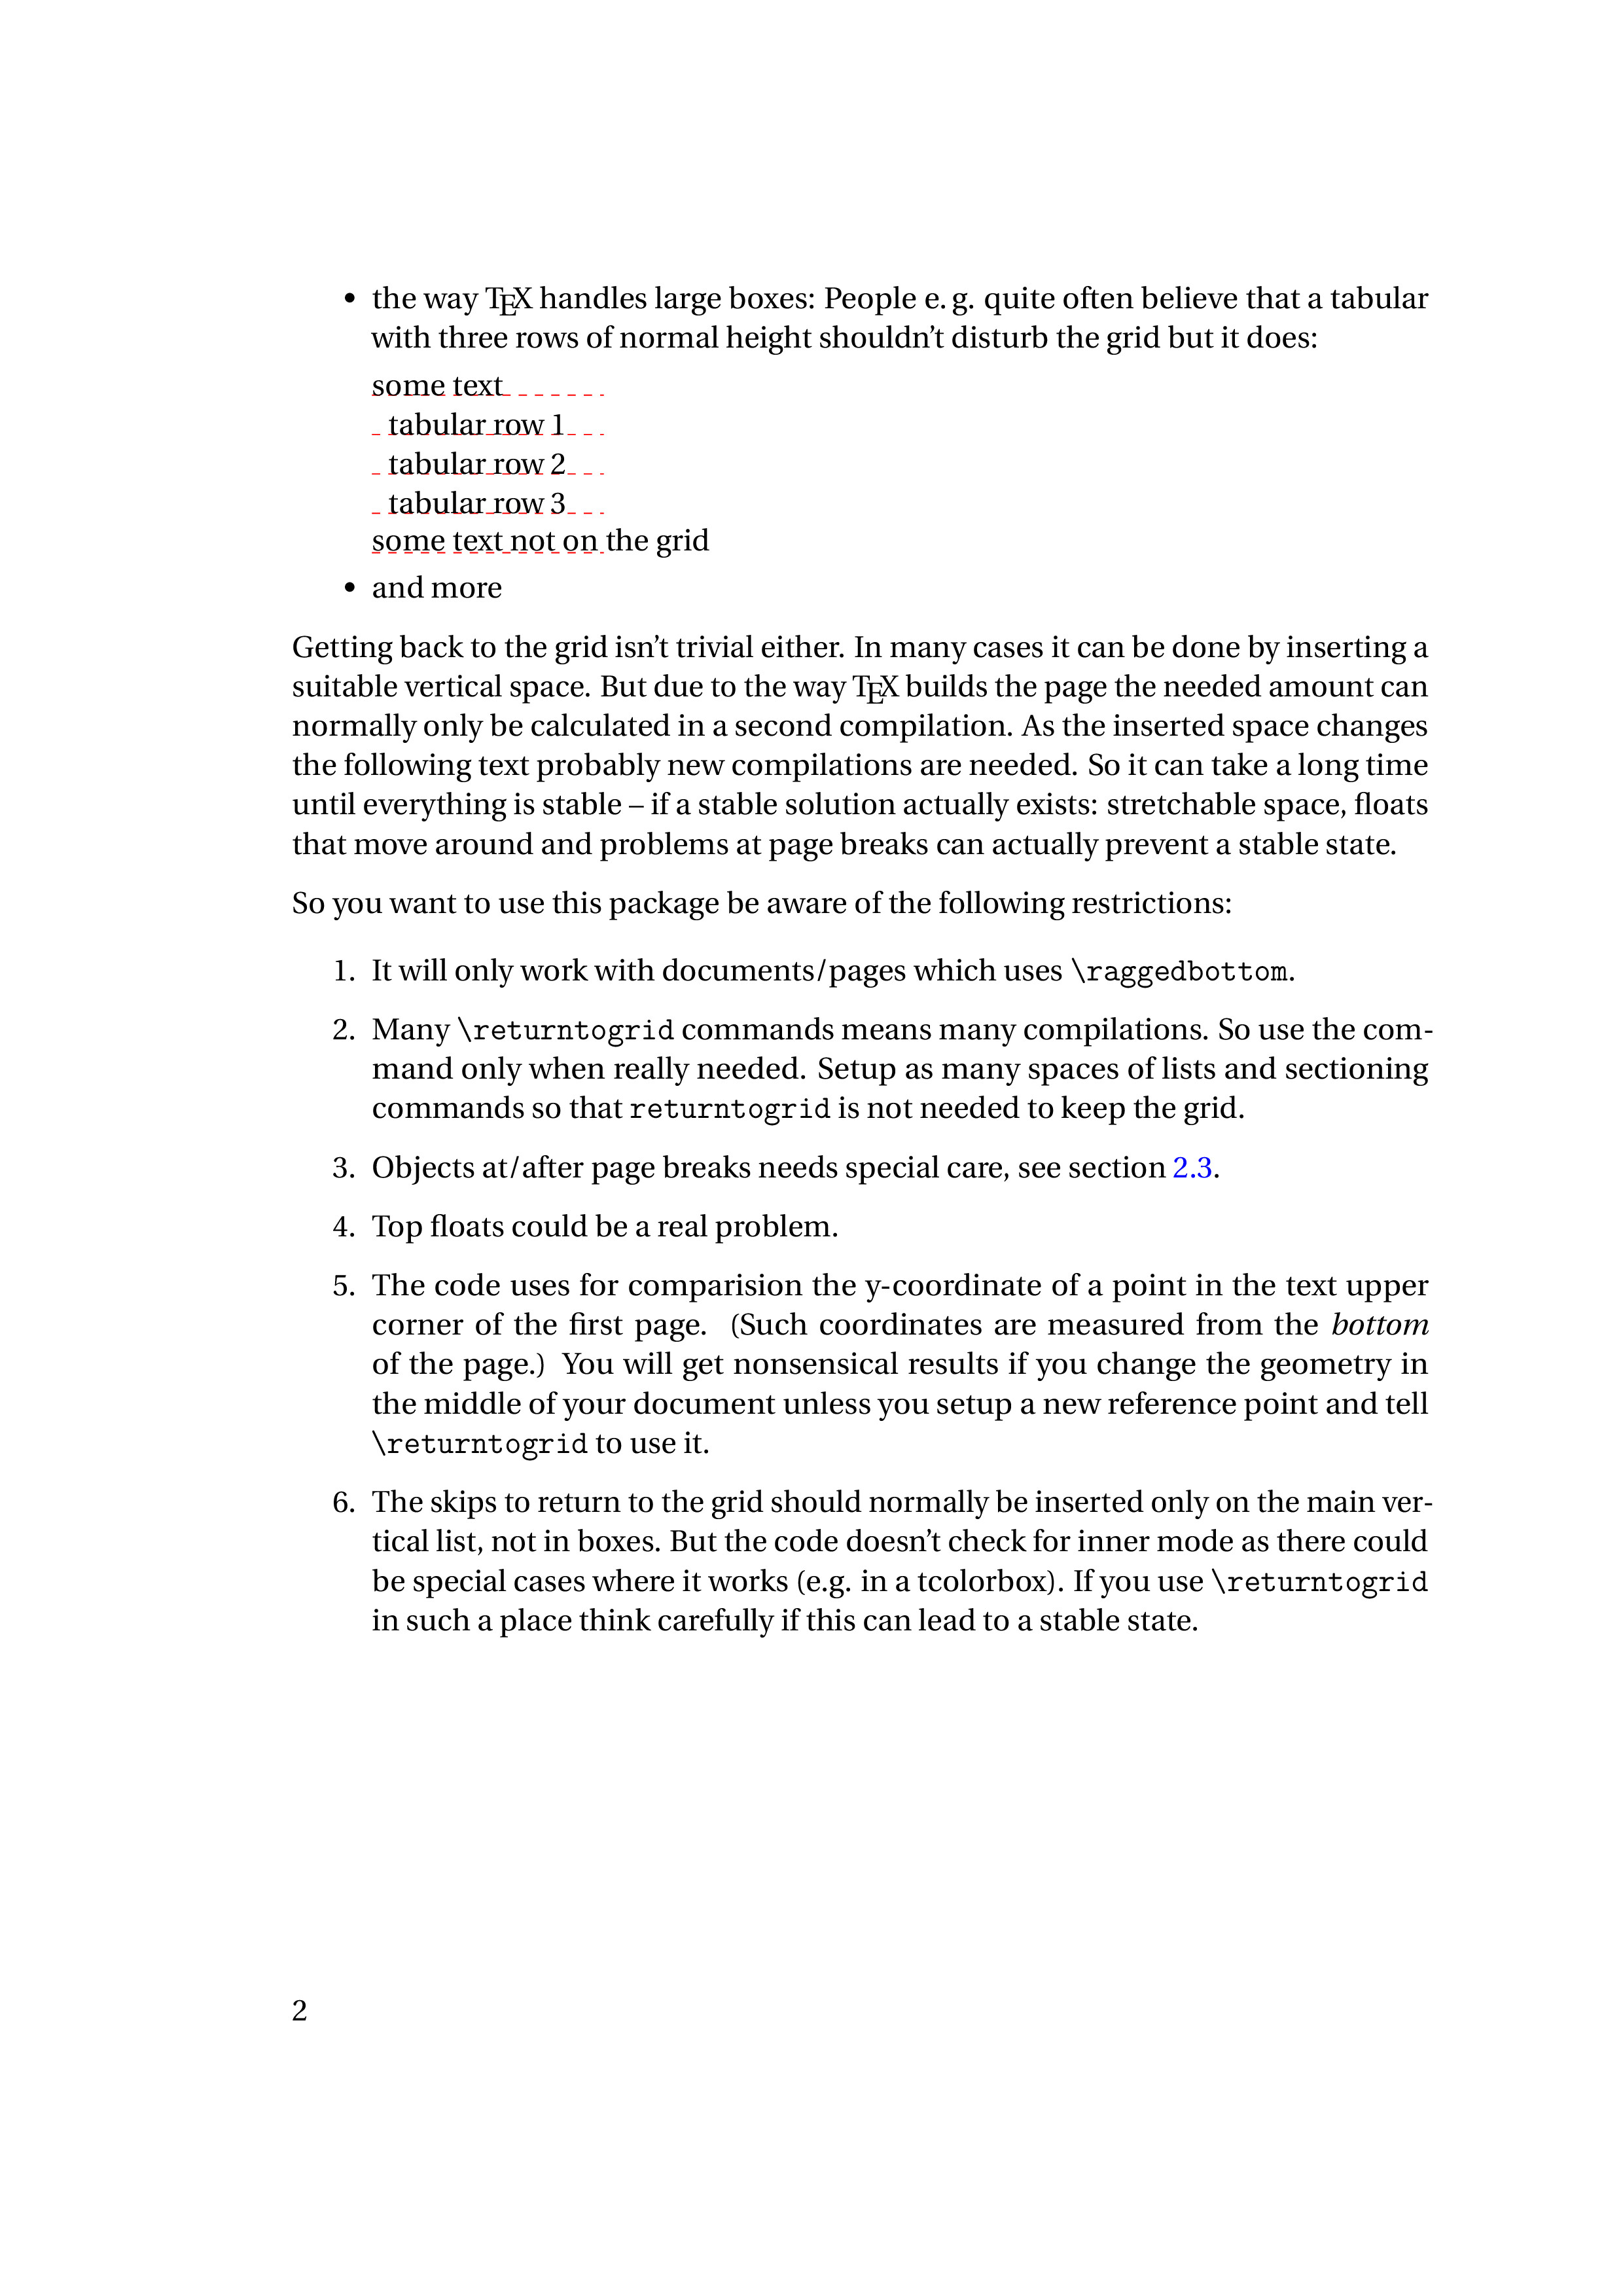 • the way TEX handles large boxes: People e. g. quite often believe that a tabular
with three rows of normal height shouldn’t disturb the grid but it does:
some text
tabular row 1
tabular row 2
tabular row 3
some text not on the grid
• and more
Getting back to the grid isn’t trivial either. In many cases it can be done by inserting a
suitable vertical space. But due to the way TEX builds the page the needed amount can
normally only be calculated in a second compilation. As the inserted space changes
the following text probably new compilations are needed. So it can take a long time
until everything is stable – if a stable solution actually exists: stretchable space, floats
that move around and problems at page breaks can actually prevent a stable state.
So you want to use this package be aware of the following restrictions:
1. It will only work with documents/pages which uses \raggedbottom.
2. Many \returntogrid commands means many compilations. So use the com-
mand only when really needed. Setup as many spaces of lists and sectioning
commands so that returntogrid is not needed to keep the grid.
3. Objects at/after page breaks needs special care, see section 2.3.
4. Top floats could be a real problem.
5. The code uses for comparision the y-coordinate of a point in the text upper
corner of the first page. (Such coordinates are measured from the bottom
of the page.) You will get nonsensical results if you change the geometry in
the middle of your document unless you setup a new reference point and tell
\returntogrid to use it.
6. The skips to return to the grid should normally be inserted only on the main ver-
tical list, not in boxes. But the code doesn’t check for inner mode as there could
be special cases where it works (e.g. in a tcolorbox). If you use \returntogrid
in such a place think carefully if this can lead to a stable state.
2